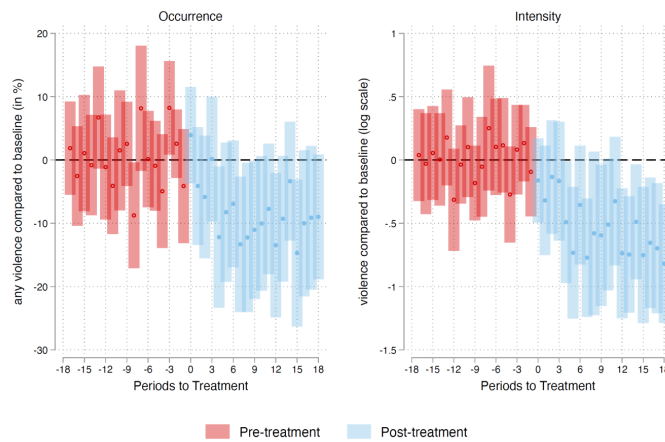 Occurrence
Intensity
any violence compared to baseline (in %)
20
10
0
-10
-20
-30
-18 -15 -12 -9 -6 -3 0 3 6 9 12 15 18
Periods to Treatment
violence compared to baseline (log scale)
1
.5
0
-.5
-1
-1.5
-18 -15 -12 -9 -6 -3 0 3 6 9 12 15 18
Periods to Treatment
Pre-treatment Post-treatment